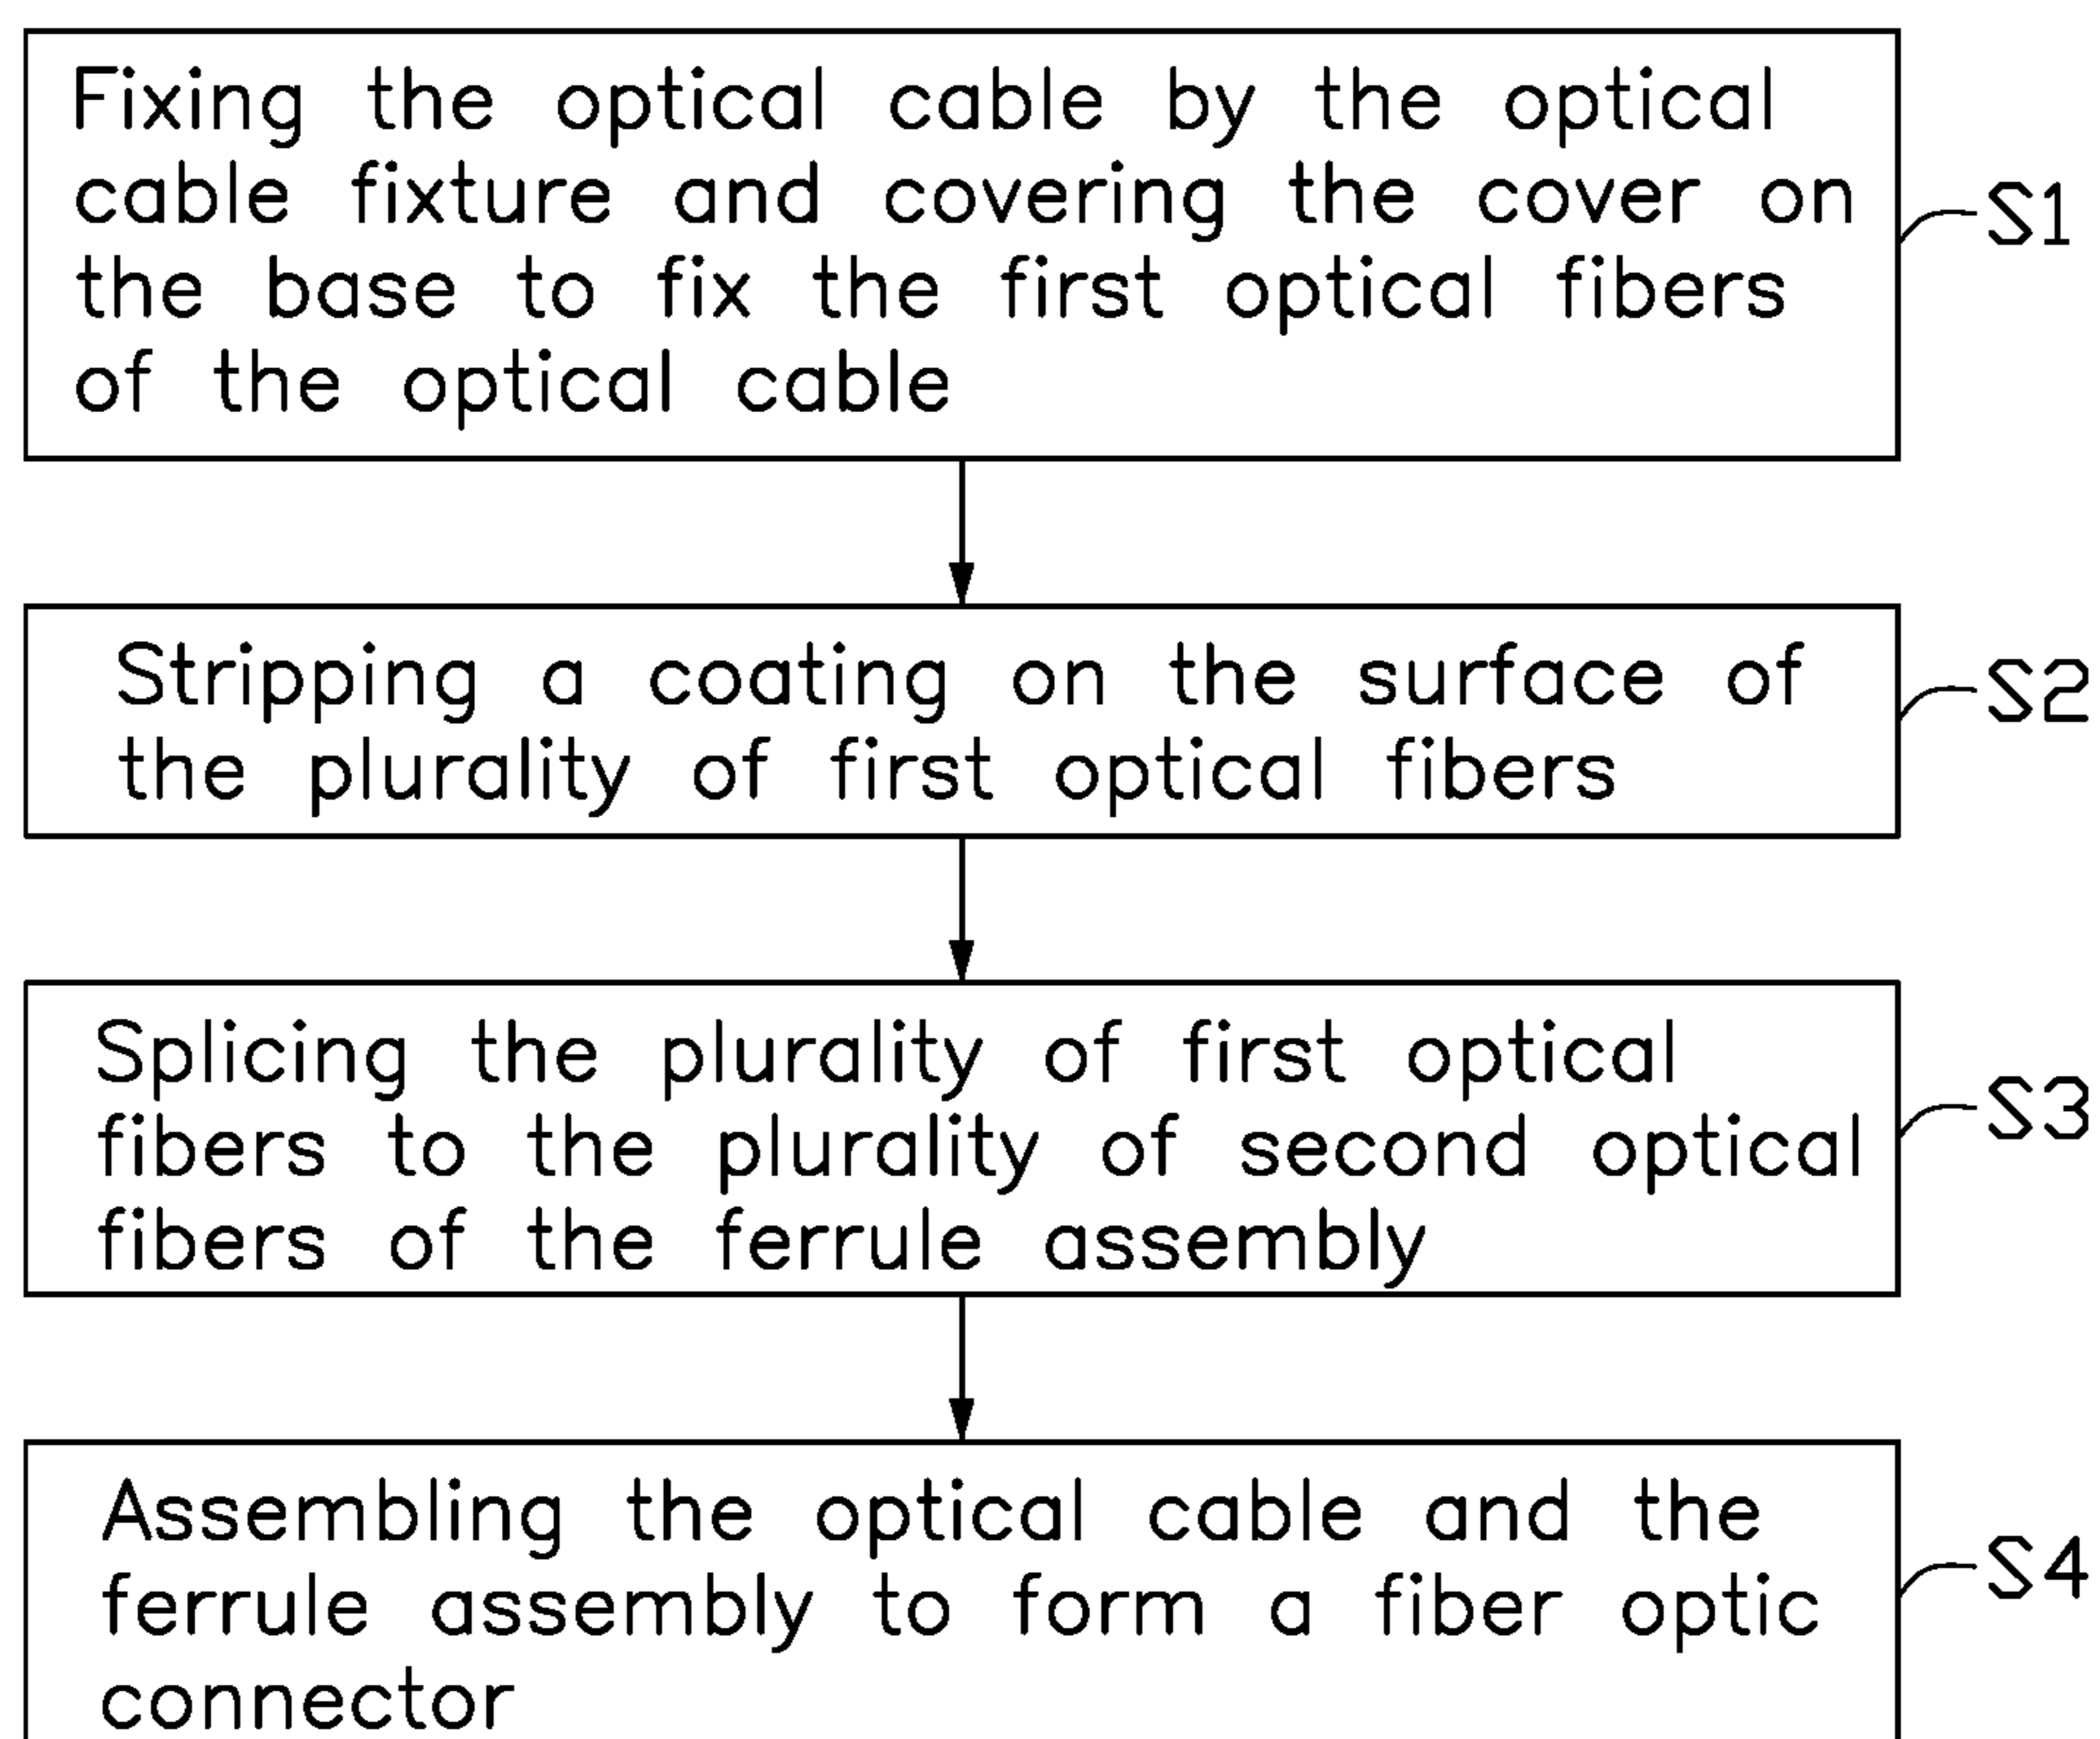 Fixing the optical cable by the optical
cable fixture and covering the cover on
the base to fix the first optical fibers
of the optical cable
S1
Stripping a coating on the surface of
the plurality of first optical fibers
S2
Splicing the plurality of first optical
fibers to the plurality of second optical
fibers of the ferrule assembly
S3
Assembling the optical cable and the
ferrule assembly to form a fiber optic
connector
S4